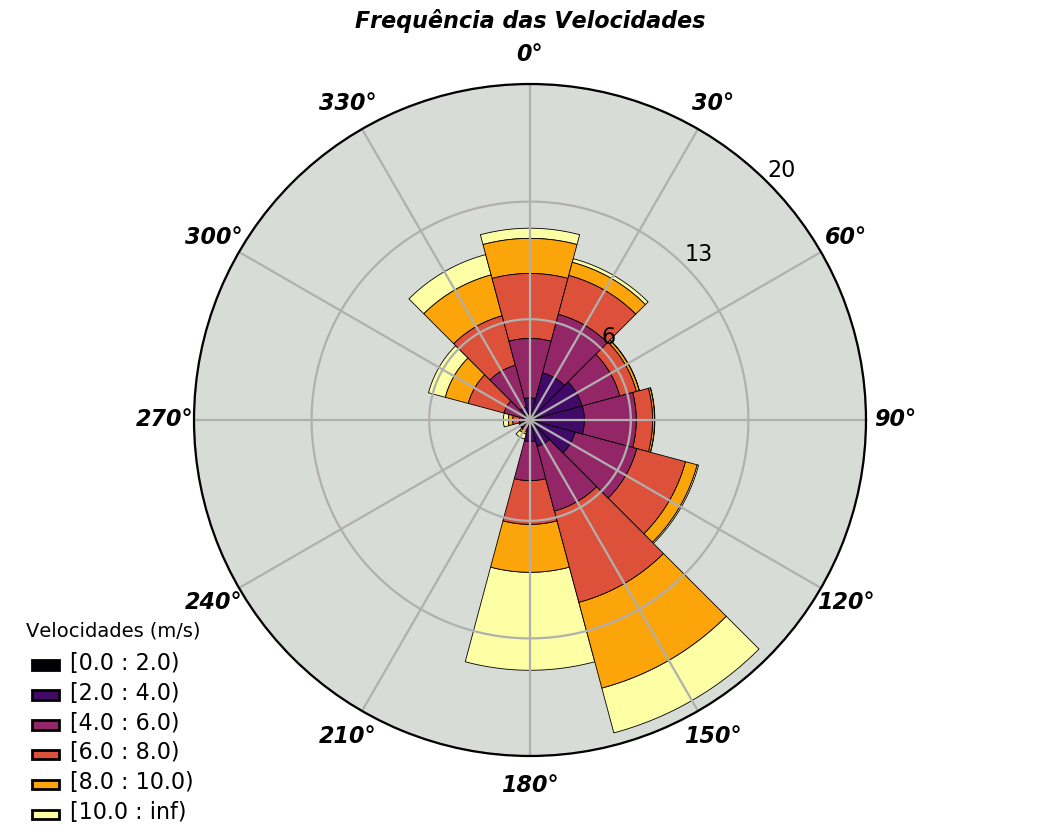 Frequência das Velocidades
0°
330°
30°
20
300°
60°
13
6
270°
90°
240°
120°
210°
150°
180°
Velocidades (m/s)
[0.0 : 2.0)
[2.0 : 4.0)
[4.0 : 6.0)
[6.0 : 8.0)
[8.0 : 10.0)
[10.0 : inf)